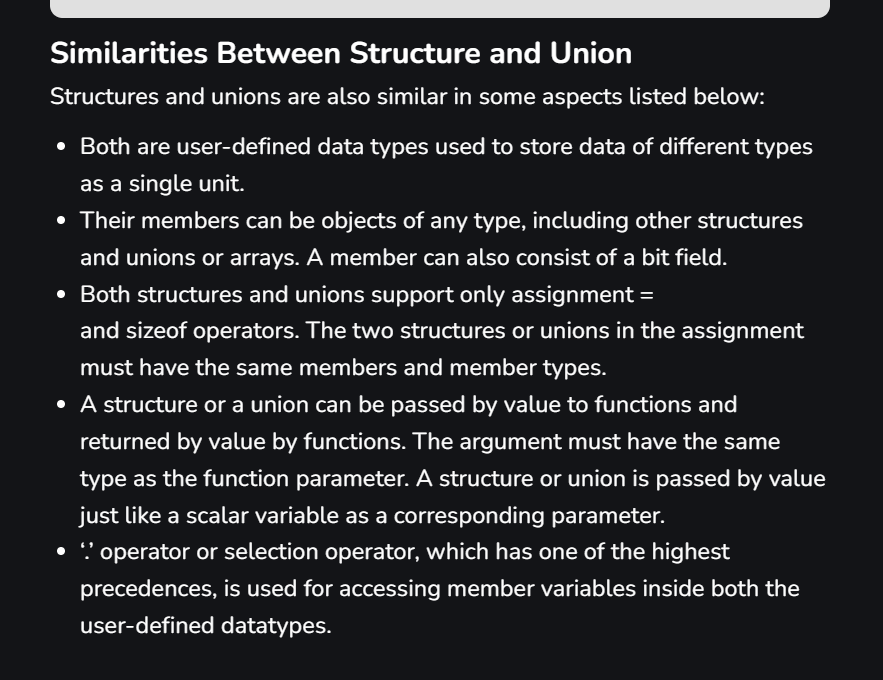 Similarities Between Structure and Union
Structures and unions are also similar in some aspects listed below:
• Both are user-defined data types used to store data of different types
as a single unit.
• Their members can be objects of any type, including other structures
and unions or arrays. A member can also consist of a bit field.
• Both structures and unions support only assignment =
and sizeof operators. The two structures or unions in the assignment
must have the same members and member types.
• A structure or a union can be passed by value to functions and
returned by value by functions. The argument must have the same
type as the function parameter. A structure or union is passed by value
just like a scalar variable as a corresponding parameter.
• ‘.’ operator or selection operator, which has one of the highest
precedences, is used for accessing member variables inside both the
user-defined datatypes.